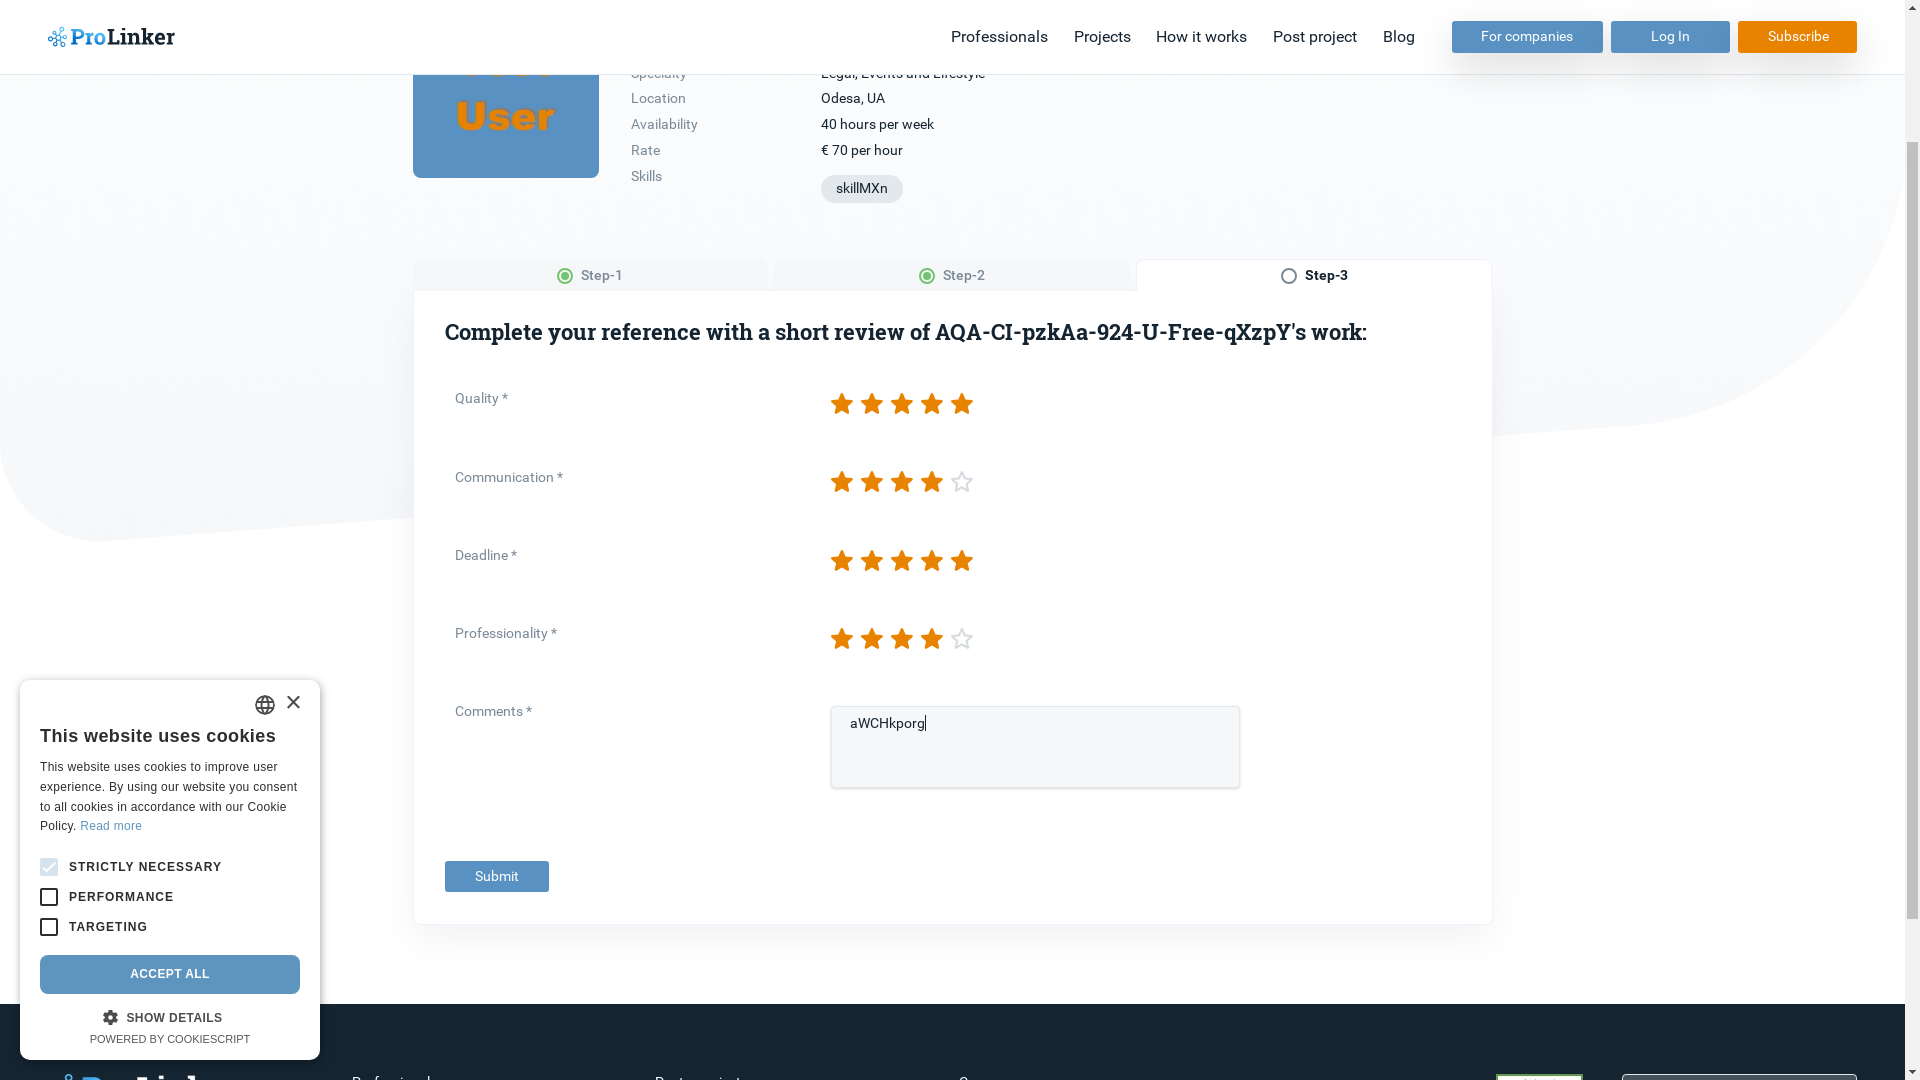 ProLinker
Professionals
Projects
How it works
Post project
Blog
For companies
Log In
Subscribe
User
Specialty
Legal, Events and Lifestyle
Location
Odesa, UA
Availability
40 hours per week
Rate
€ 70 per hour
Skills
skillMXn
Step-1
Step-2
Step-3
Complete your reference with a short review of AQA-CI-pzkAa-924-U-Free-qXzpY's work:
Quality *
Communication *
Deadline *
Professionality *
Comments *
aWCHkporg
Submit
×
This website uses cookies
This website uses cookies to improve user
experience. By using our website you consent
to all cookies in accordance with our Cookie
Policy. Read more
STRICTLY NECESSARY
PERFORMANCE
TARGETING
ACCEPT ALL
SHOW DETAILS
POWERED BY COOKIESCRIPT